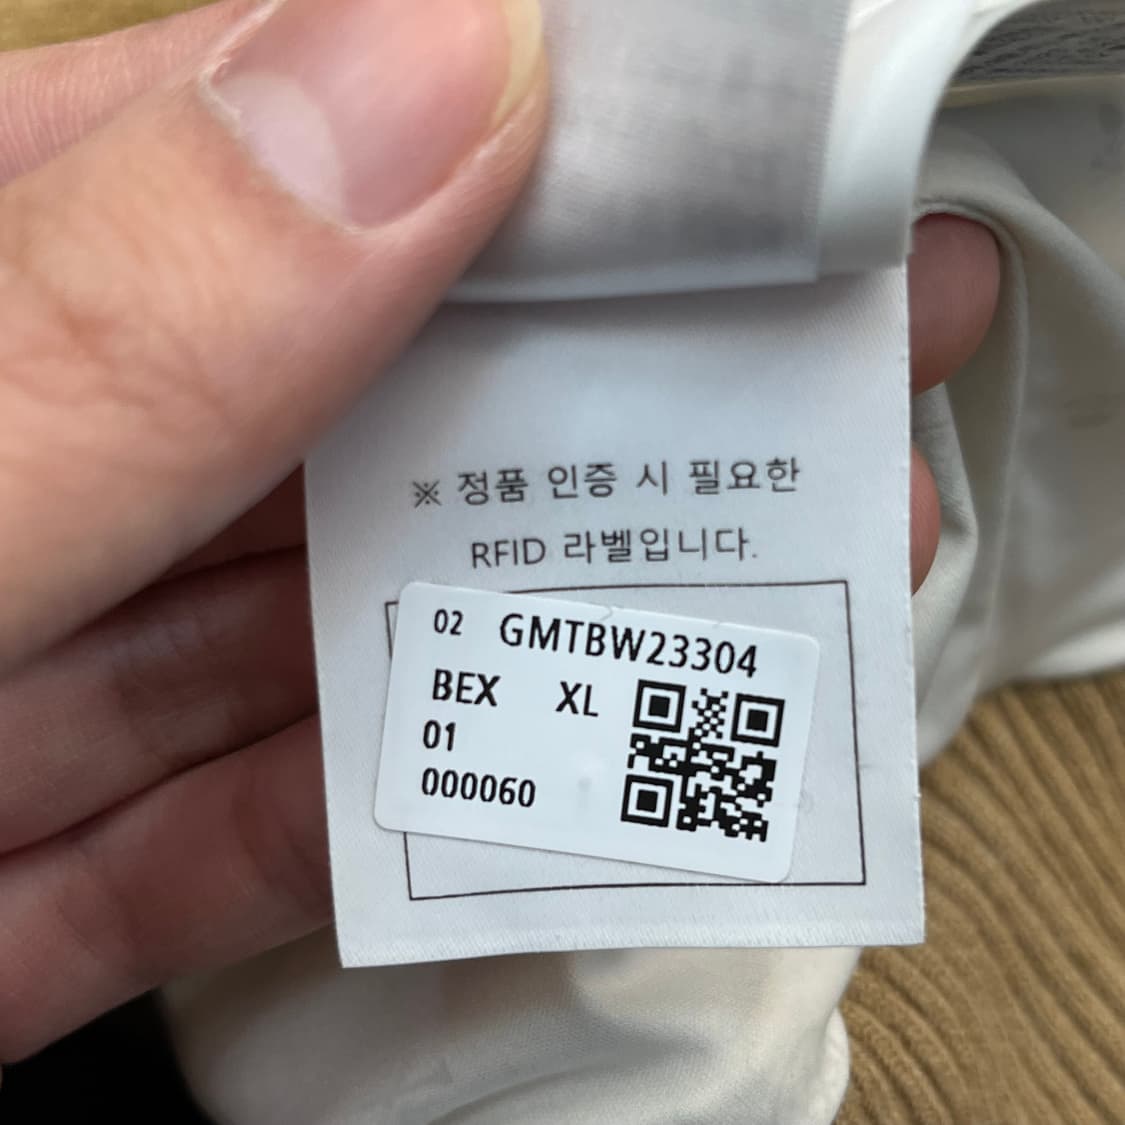 ※ 정품 인증 시 필요한
RFID 라벨입니다.
02 GMTBW23304
BEX XL
01
000060